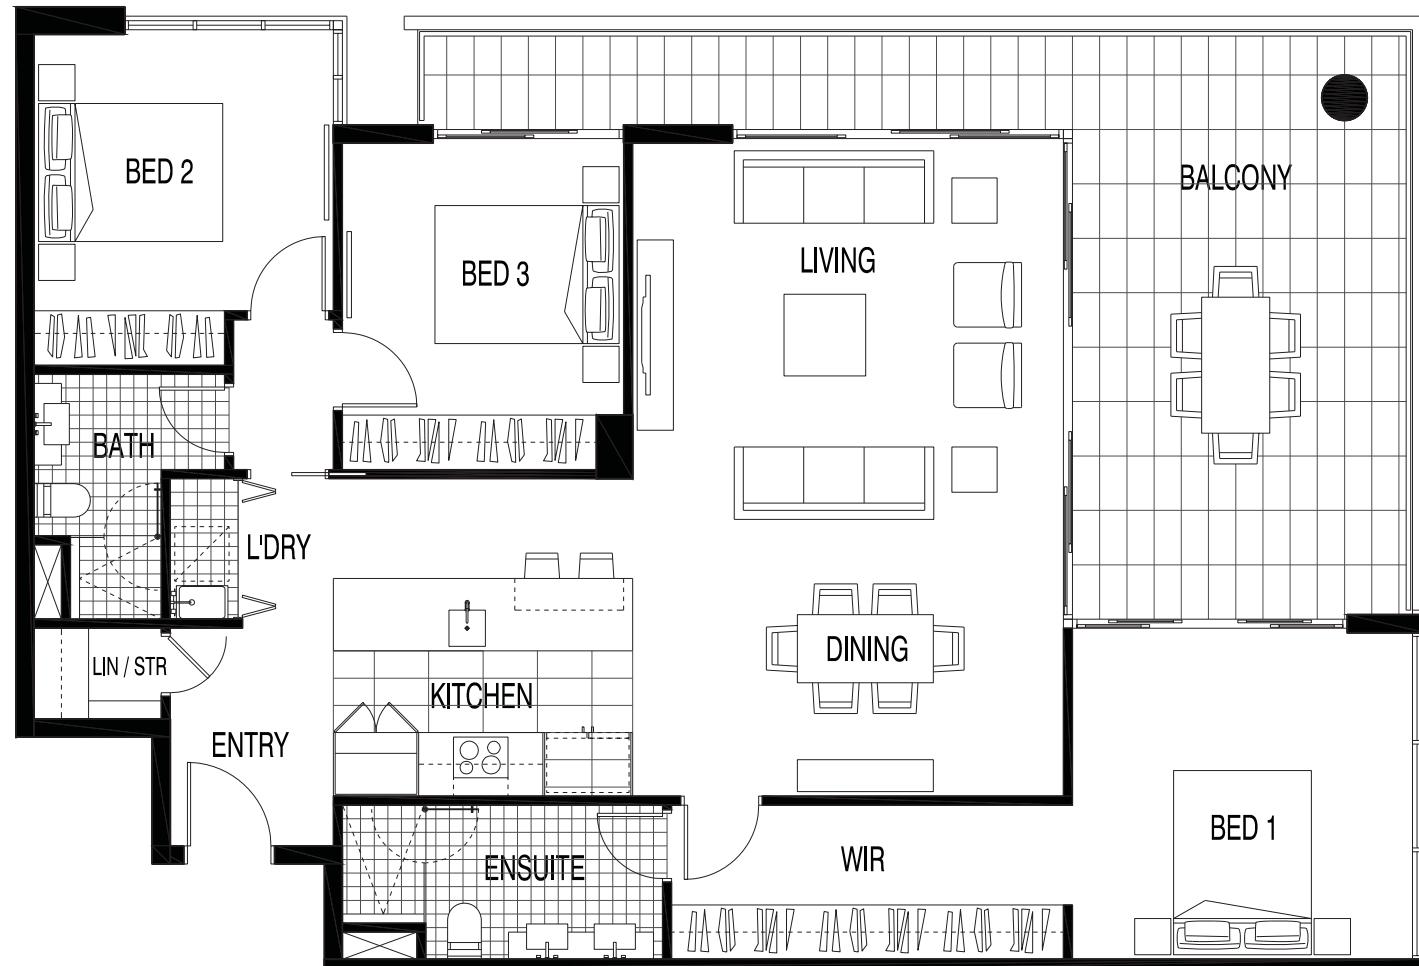 BED 2
BALCONY
LIVING
BED 3
BATH
L'DRY
DINING
LIN / STR
KITCHEN
ENTRY
BED 1
WIR
ENSUITE